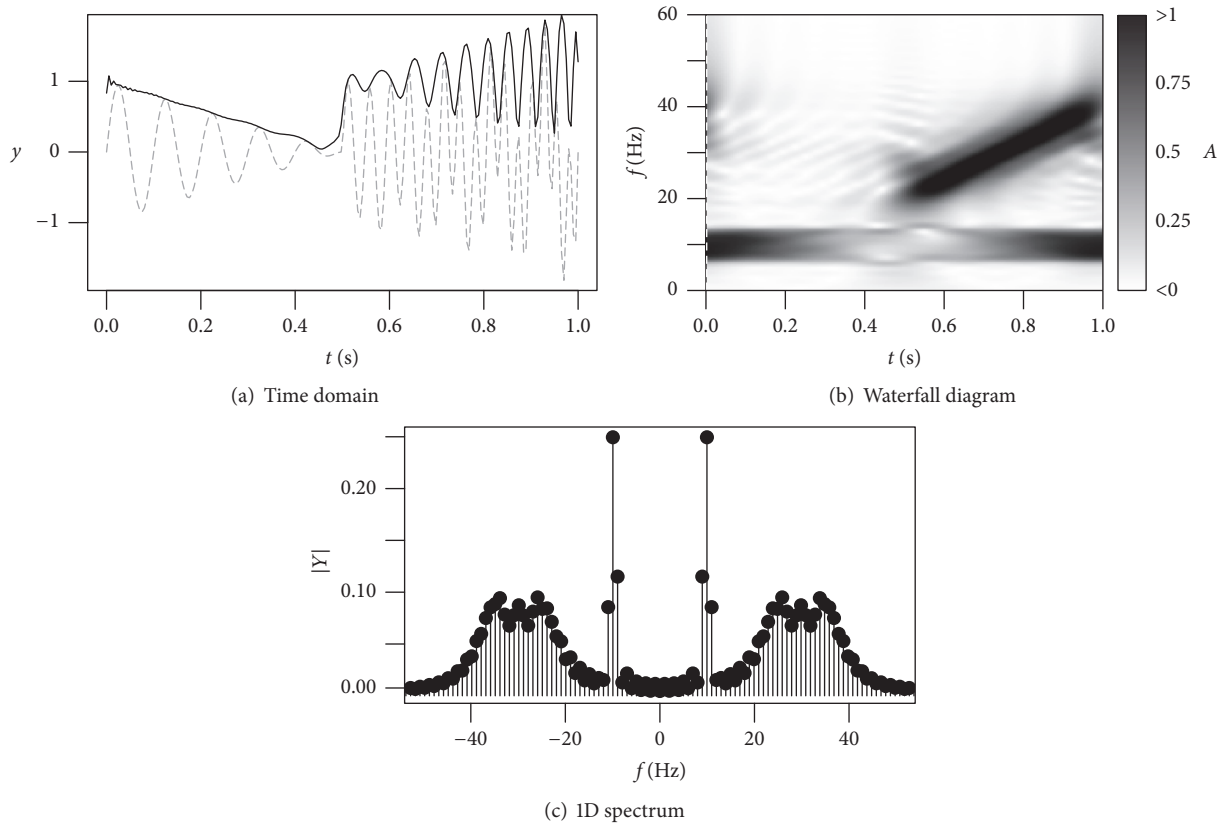 1
0
−1
y
0.0 0.2 0.4 0.6 0.8 1.0
t (s)
(a) Time domain
60
40
20
0
f (Hz)
0.0 0.2 0.4 0.6 0.8 1.0
t (s)
>1
0.75
0.5
0.25
<0
A
(b) Waterfall diagram
0.20
0.10
0.00
|Y|
−40 −20 0 20 40
f (Hz)
(c) 1D spectrum